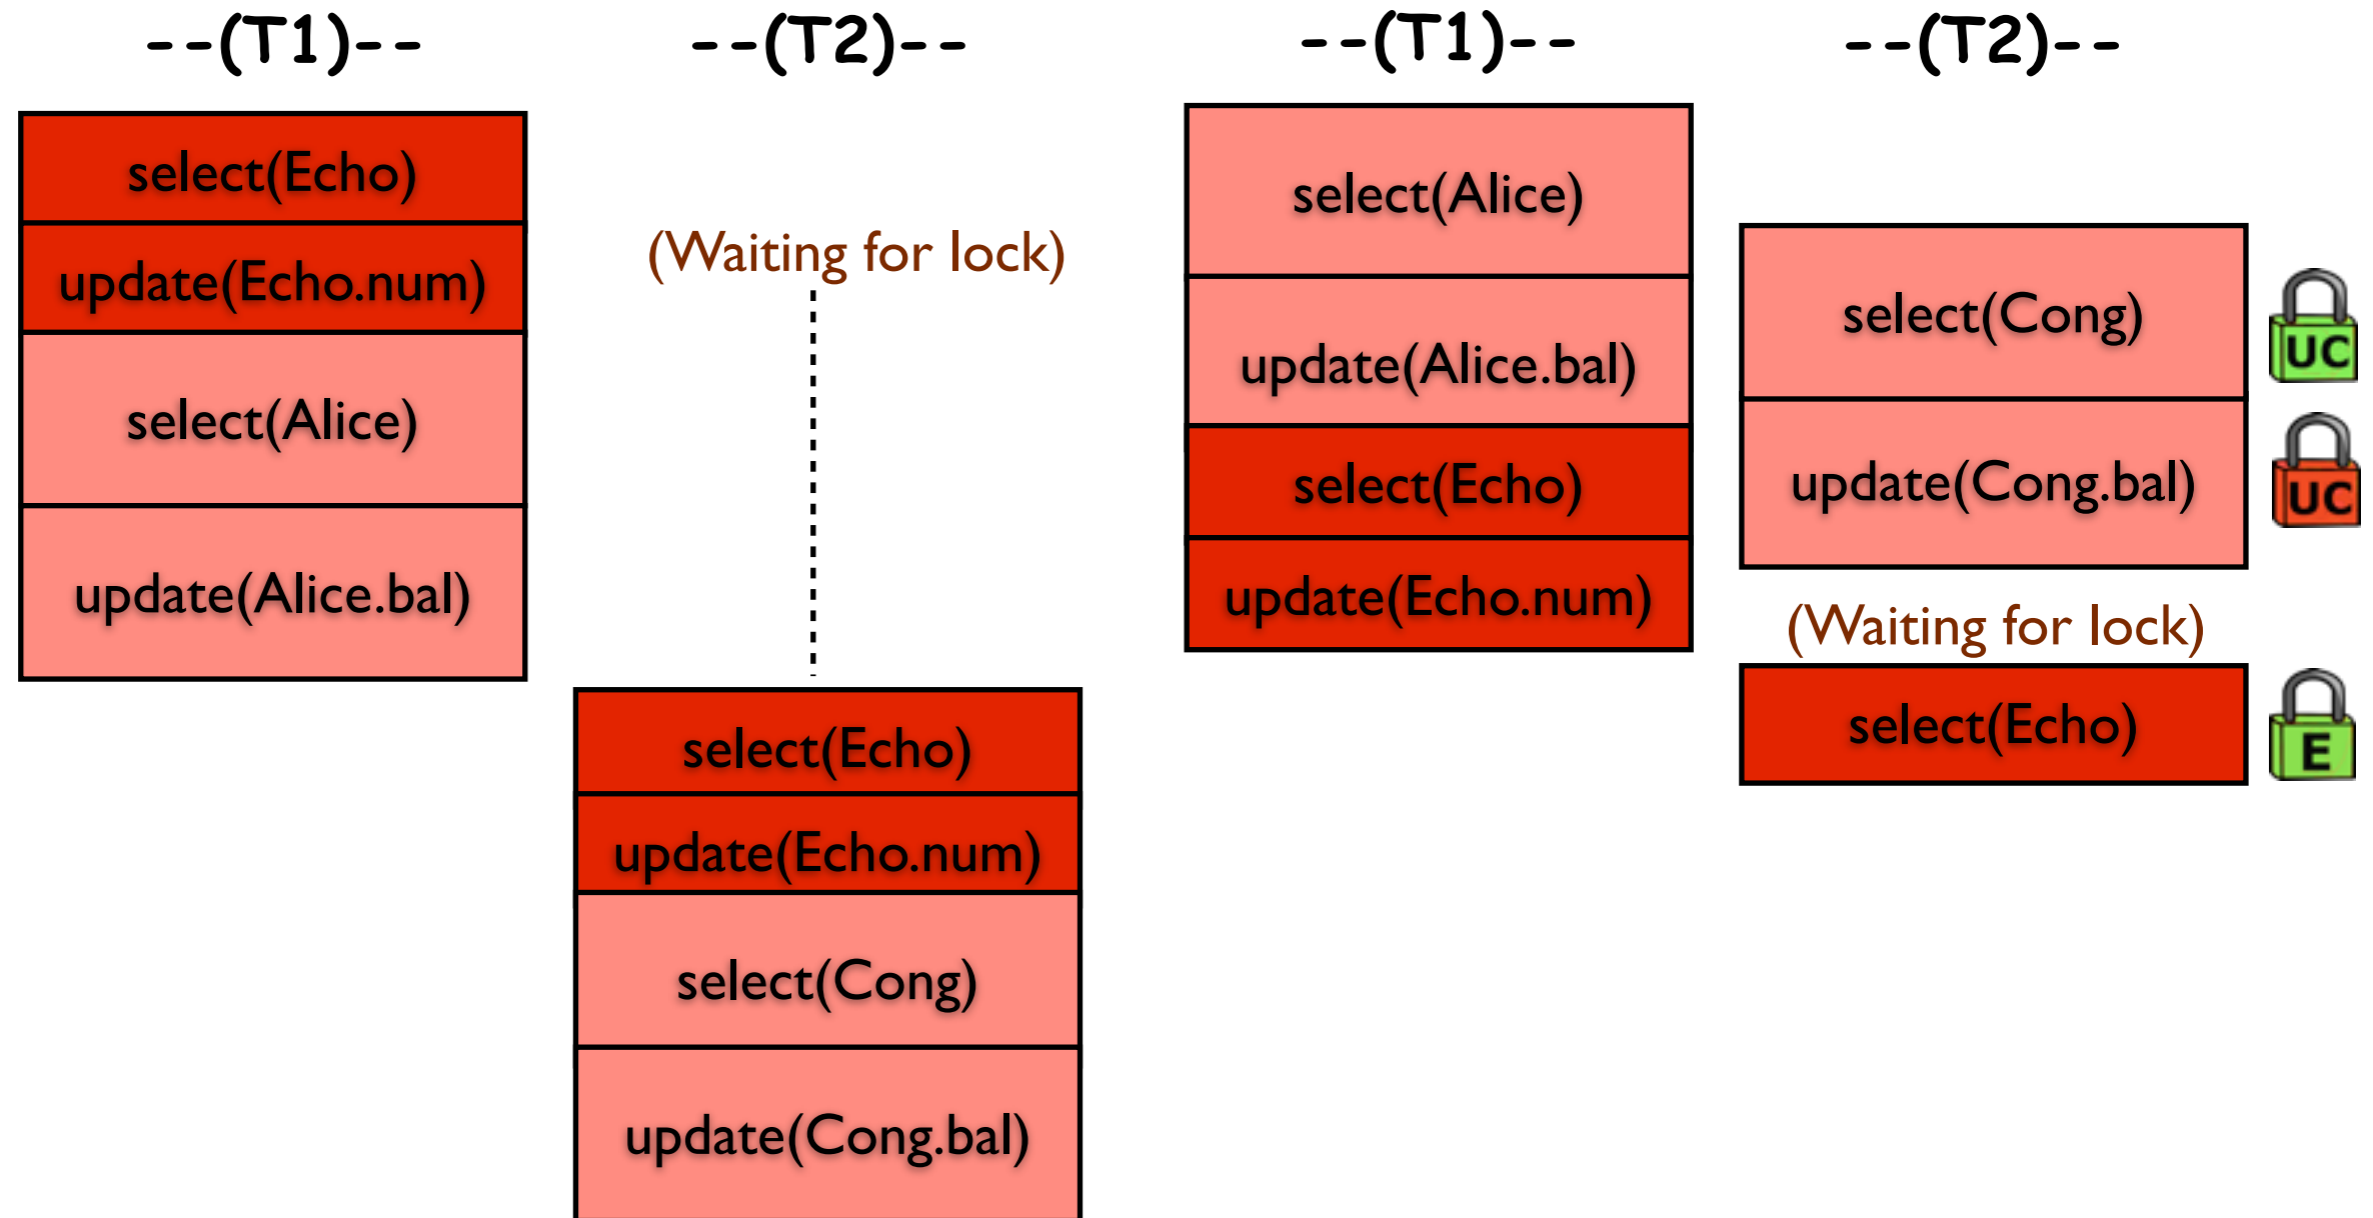 --(T1)--
--(T2)--
select(Echo)
update(Echo.num)
select(Alice)
update(Alice.bal)
(Waiting for lock)
select(Echo)
update(Echo.num)
select(Cong)
update(Cong.bal)
--(T1)--
--(T2)--
select(Alice)
update(Alice.bal)
select(Echo)
update(Echo.num)
select(Cong)
UC
update(Cong.bal)
UC
(Waiting for lock)
select(Echo)
E